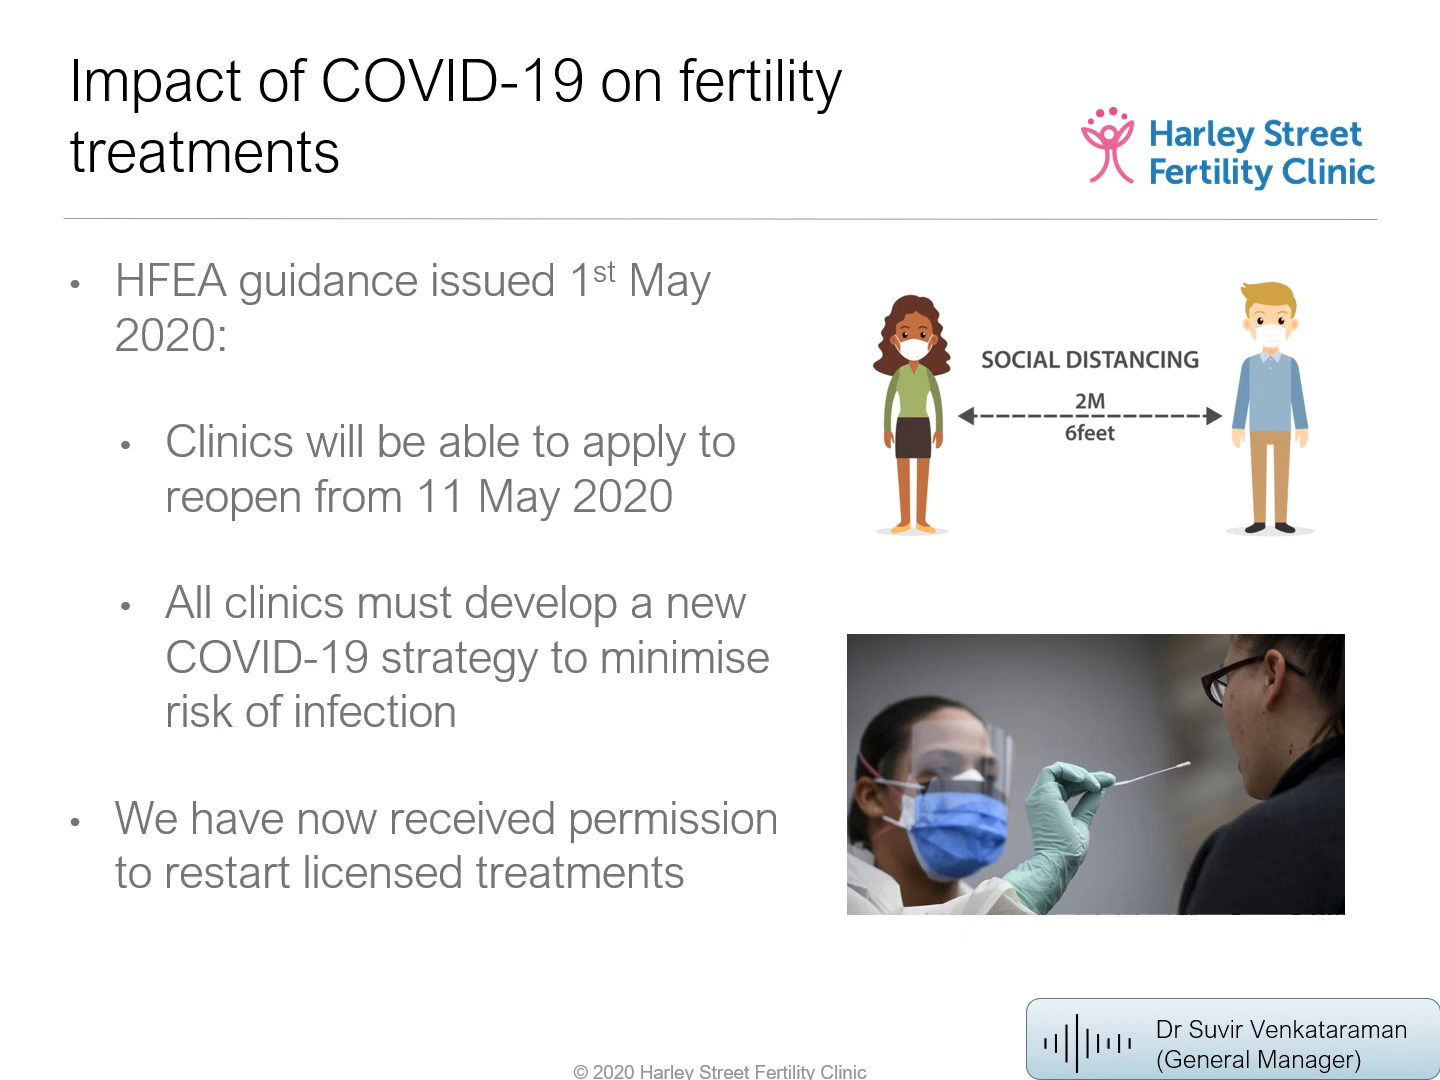 Impact of COVID-19 on fertility
treatments
Harley Street
Fertility Clinic
• HFEA guidance issued 1st May
2020:
• Clinics will be able to apply to
reopen from 11 May 2020
• All clinics must develop a new
COVID-19 strategy to minimise
risk of infection
• We have now received permission
to restart licensed treatments
SOCIAL DISTANCING
2M
6feet
Dr Suvir Venkataraman
(General Manager)
© 2020 Harley Street Fertility Clinic